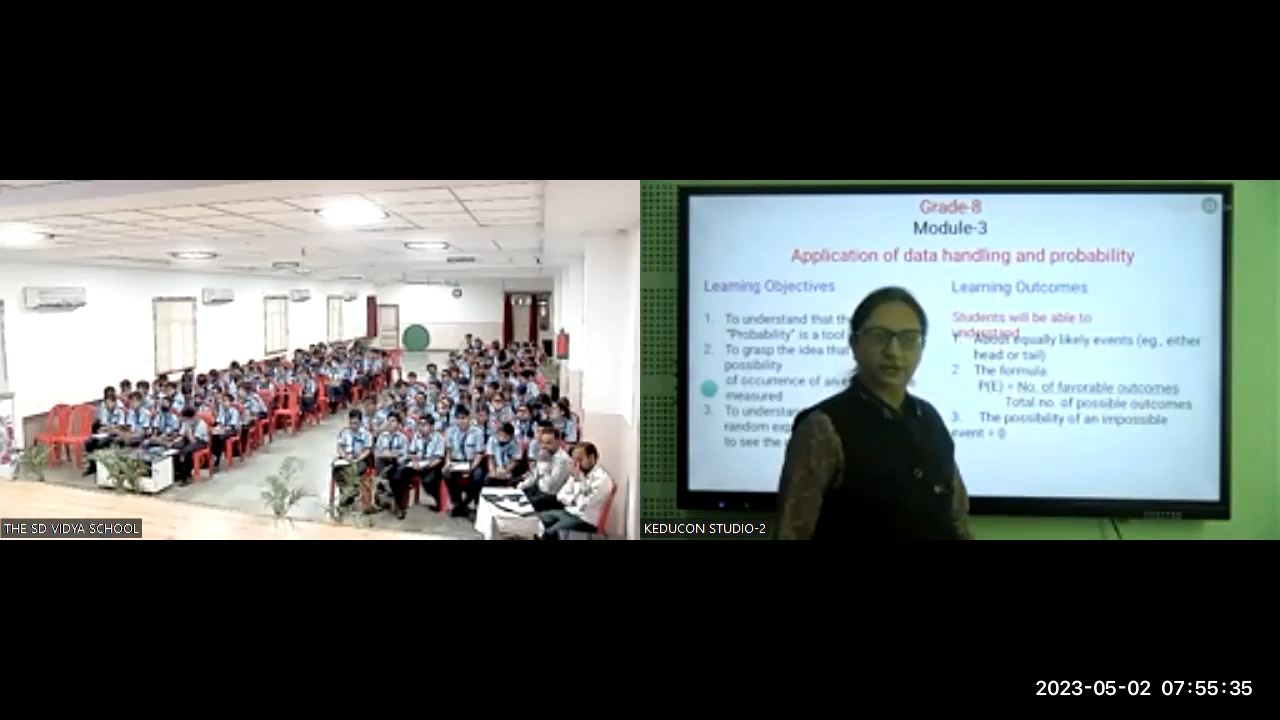 Grade-8
Module-3
Application of data handling and probability
Learning Objectives
1. To understand that th
"Probability" is a tool
2. To grasp the idea that
possibility
of occurrence of an e
measured
3. To understan
random exp
to see the
Learning Outcomes
Students will be able to
understand
1. About equally likely events (eg., either
head or tail)
2. The formula:
P(E) = No. of favorable outcomes
Total no. of possible outcomes
3. The possibility of an impossible
event = 0
THE SD VIDYA SCHOOL
KEDUCON STUDIO-2
2023-05-02 07:55:35